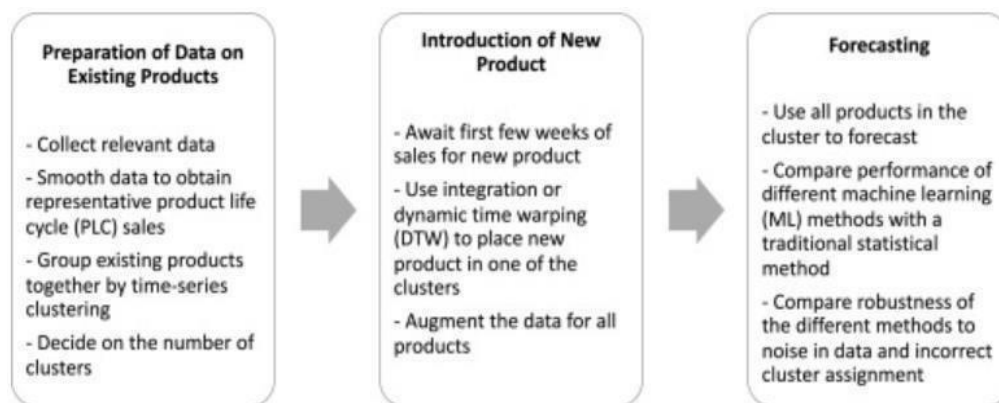 Preparation of Data on
Existing Products
- Collect relevant data
- Smooth data to obtain
representative product life
cycle (PLC) sales
- Group existing products
together by time-series
clustering
- Decide on the number of
clusters
Introduction of New
Product
- Await first few weeks of
sales for new product
- Use integration or
dynamic time warping
(DTW) to place new
product in one of the
clusters
- Augment the data for all
products
Forecasting
- Use all products in the
cluster to forecast
- Compare performance of
different machine learning
(ML) methods with a
traditional statistical
method
- Compare robustness of
the different methods to
noise in data and incorrect
cluster assignment